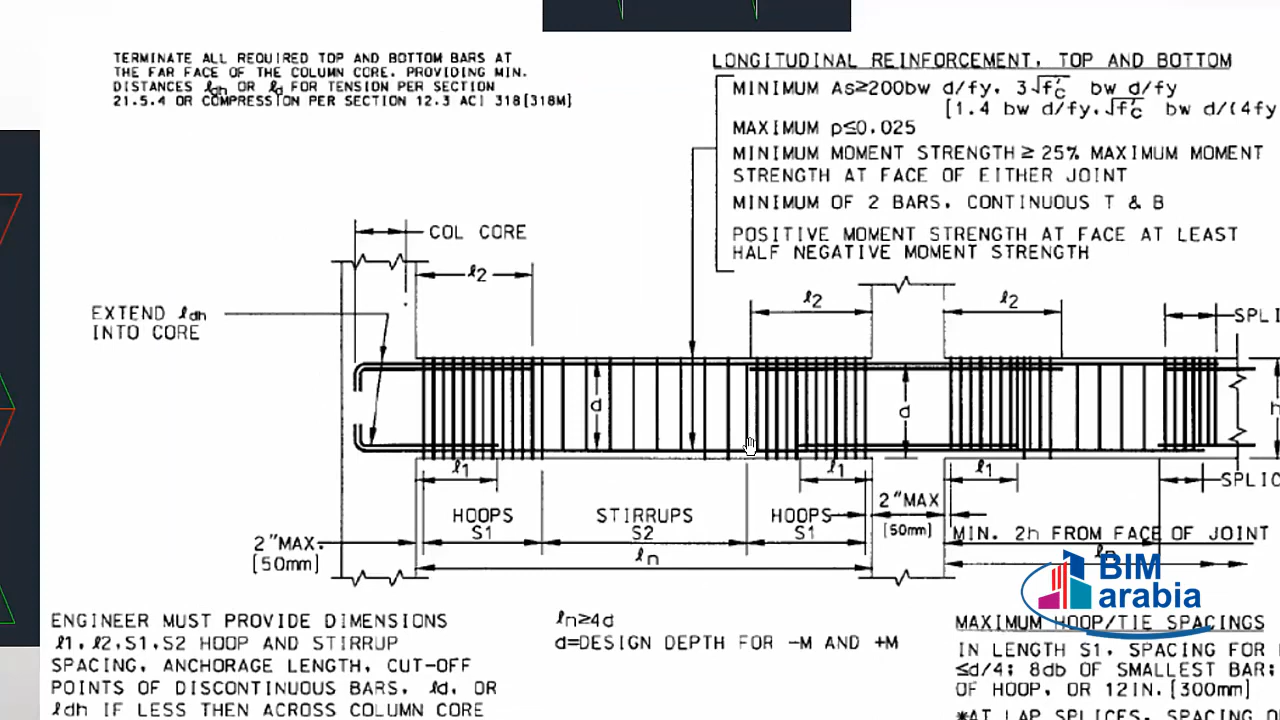 TERMINATE ALL REQUIRED TOP AND BOTTOM BARS AT
THE FAR FACE OF THE COLUMN CORE, PROVIDING MIN.
DISTANCES ℓdh OR ℓd FOR TENSION PER SECTION
21.5.4 OR COMPRESSION PER SECTION 12.3 ACI 318[318M]
LONGITUDINAL REINFORCEMENT, TOP AND BOTTOM
MINIMUM As≥200bw d/fy, 3√f'c bw d/fy
[1.4 bw d/fy,√f'c bw d/(4fy
MAXIMUM p≤0.025
MINIMUM MOMENT STRENGTH ≥ 25% MAXIMUM MOMENT
STRENGTH AT FACE OF EITHER JOINT
MINIMUM OF 2 BARS, CONTINUOUS T & B
POSITIVE MOMENT STRENGTH AT FACE AT LEAST
HALF NEGATIVE MOMENT STRENGTH
COL CORE
ℓ2
ℓ2
ℓ2
EXTEND ℓdh
INTO CORE
SPLI
d
d
h
ℓ1
ℓ1
ℓ1
SPLIC
HOOPS
S1
STIRRUPS
S2
HOOPS
S1
2"MAX
[50mm]
2"MAX.
[50mm]
MIN. 2h FROM FACE OF JOINT
ℓn
ℓn
BIM
arabia
ENGINEER MUST PROVIDE DIMENSIONS
ℓ1,ℓ2,S1,S2 HOOP AND STIRRUP
SPACING, ANCHORAGE LENGTH, CUT-OFF
POINTS OF DISCONTINUOUS BARS, ℓd, OR
ℓdh IF LESS THEN ACROSS COLUMN CORE
ℓn≥4d
d=DESIGN DEPTH FOR -M AND +M
MAXIMUM HOOP/TIE SPACINGS
IN LENGTH S1, SPACING FOR
≤d/4; 8db OF SMALLEST BAR;
OF HOOP, OR 12IN.[300mm]
*AT LAP SPLICES, SPACING